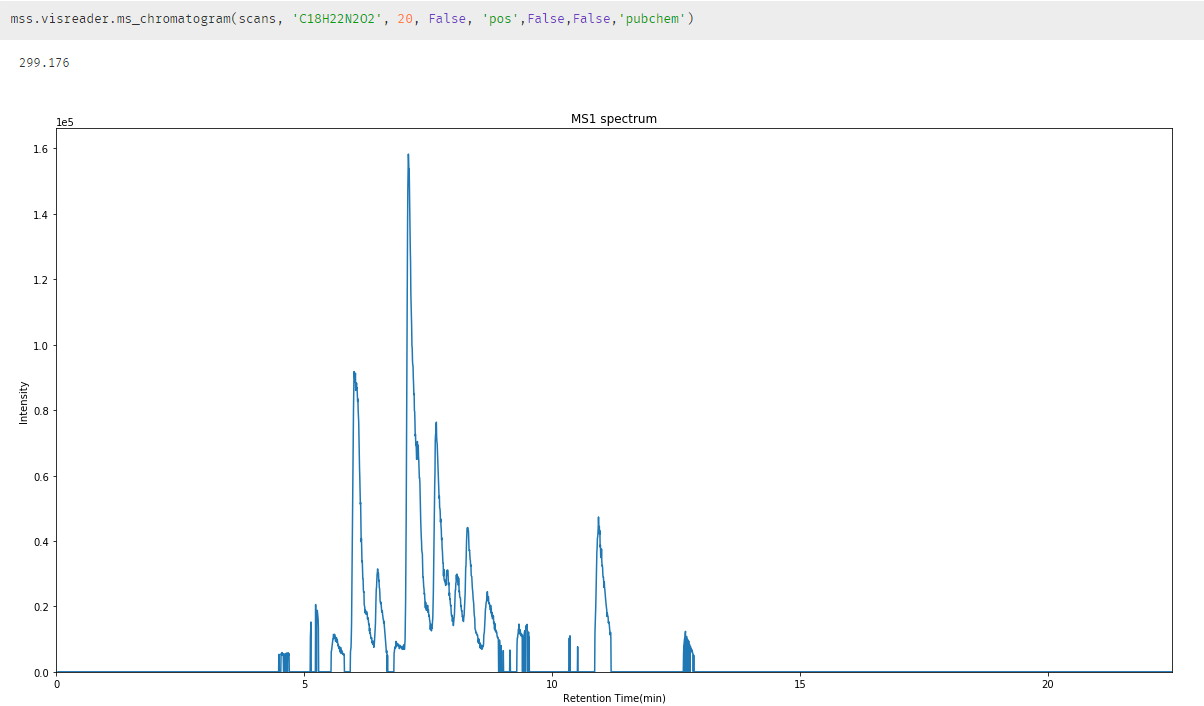 mss.visreader.ms_chromatogram(scans, 'C18H22N2O2', 20, False, 'pos',False,False,'pubchem')
299.176
MS1 spectrum
1e5
1.6
1.4
1.2
1.0
0.8
0.6
0.4
0.2
0.0
Intensity
0 5 10 15 20
Retention Time(min)